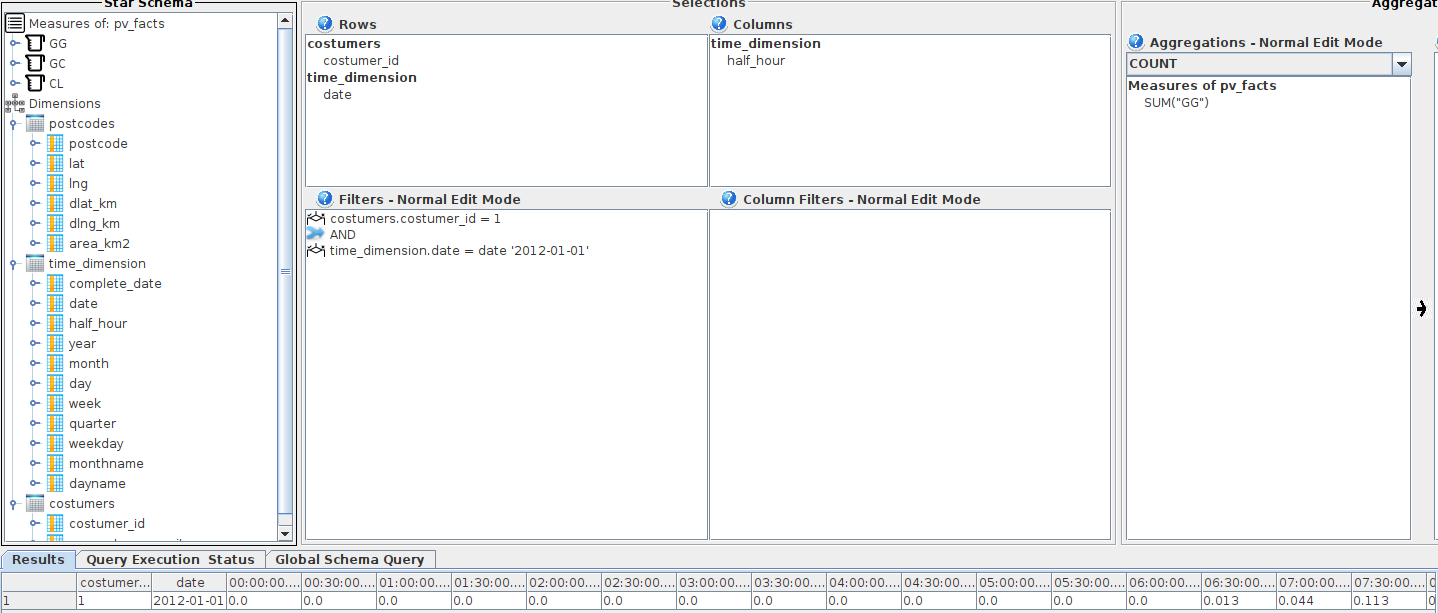 Star Schema
Measures of: pv_facts
GG
GC
CL
Dimensions
postcodes
postcode
lat
lng
dlat_km
dlng_km
area_km2
time_dimension
complete_date
date
half_hour
year
month
day
week
quarter
weekday
monthname
dayname
costumers
costumer_id
Selections
Rows
costumers
costumer_id
time_dimension
date
Columns
time_dimension
half_hour
Filters - Normal Edit Mode
costumers.costumer_id = 1
AND
time_dimension.date = date '2012-01-01'
Column Filters - Normal Edit Mode
Aggregat
Aggregations - Normal Edit Mode
COUNT
Measures of pv_facts
SUM("GG")
Results Query Execution Status Global Schema Query
costumer... date 00:00:00.... 00:30:00.... 01:00:00.... 01:30:00.... 02:00:00.... 02:30:00.... 03:00:00.... 03:30:00.... 04:00:00.... 04:30:00.... 05:00:00.... 05:30:00.... 06:00:00.... 06:30:00.... 07:00:00.... 07:30:00....
1 1 2012-01-01 0.0 0.0 0.0 0.0 0.0 0.0 0.0 0.0 0.0 0.0 0.0 0.0 0.0 0.013 0.044 0.113